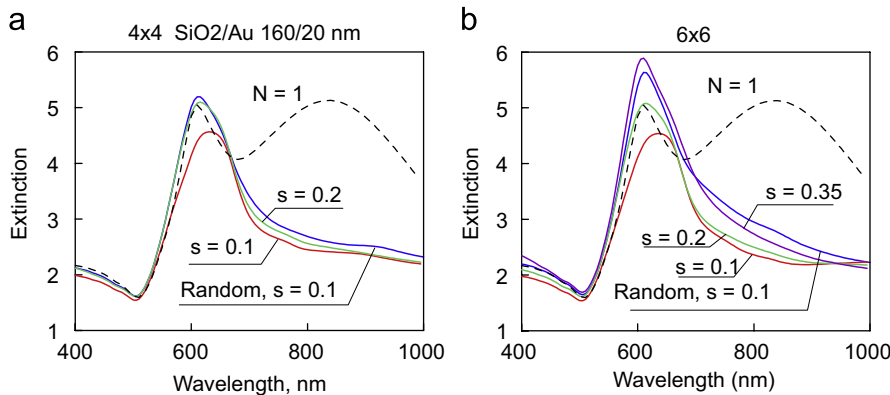 a
4x4 SiO2/Au 160/20 nm
6
5
4
3
2
1
Extinction
N = 1
s = 0.2
s = 0.1
Random, s = 0.1
400
600
800
1000
Wavelength, nm
b
6x6
6
5
4
3
2
1
Extinction
N = 1
s = 0.35
s = 0.2
s = 0.1
Random, s = 0.1
400
600
800
1000
Wavelength (nm)